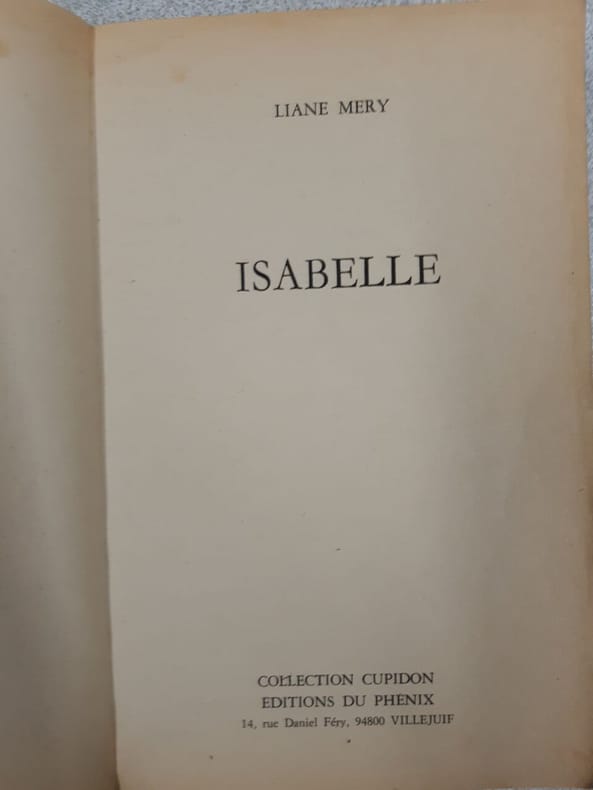 LIANE MERY
ISABELLE
COLLECTION CUPIDON
EDITIONS DU PHENIX
14, rue Daniel Féry, 94800 VILLEJUIF